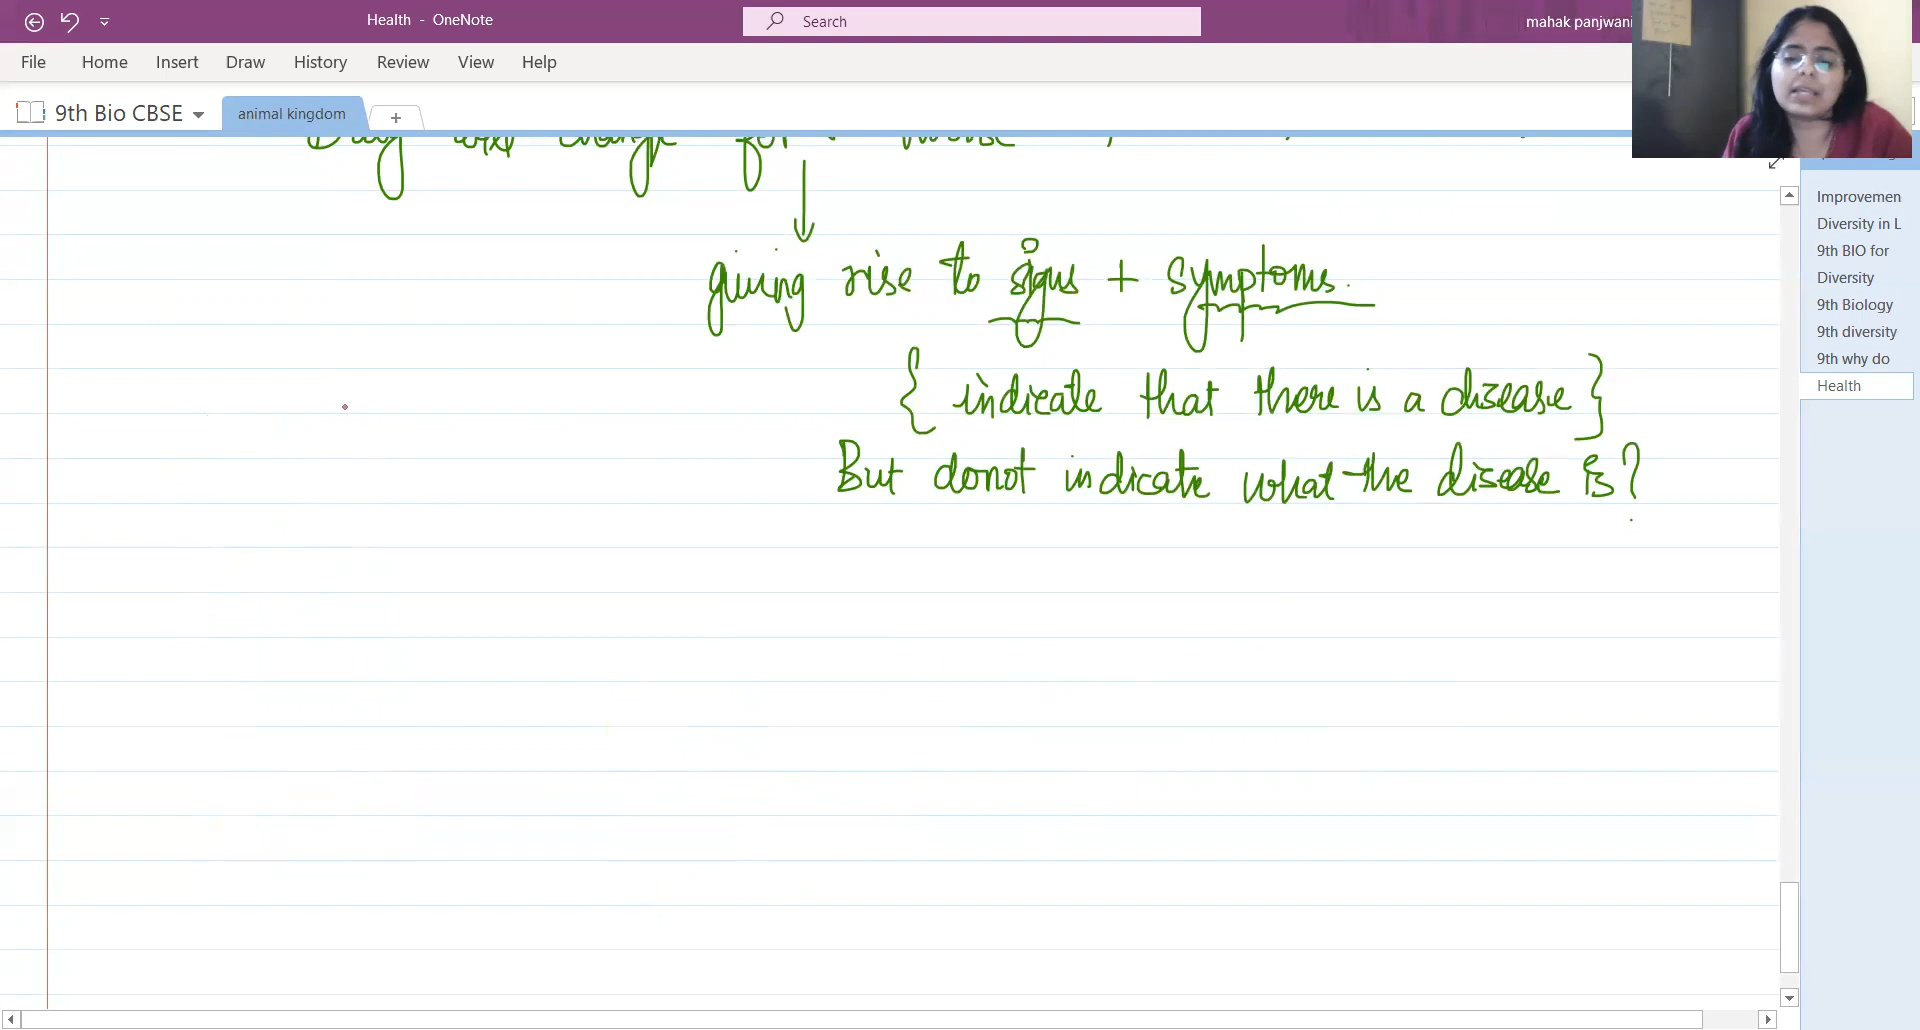 Health - OneNote
Search
mahak panjwani
File Home Insert Draw History Review View Help
9th Bio CBSE
animal kingdom
+
change for
giving rise to signs + symptoms.
{ indicate that there is a disease }
But donot indicate what the disease is?
Improvemen
Diversity in L
9th BIO for
Diversity
9th Biology
9th diversity
9th why do
Health